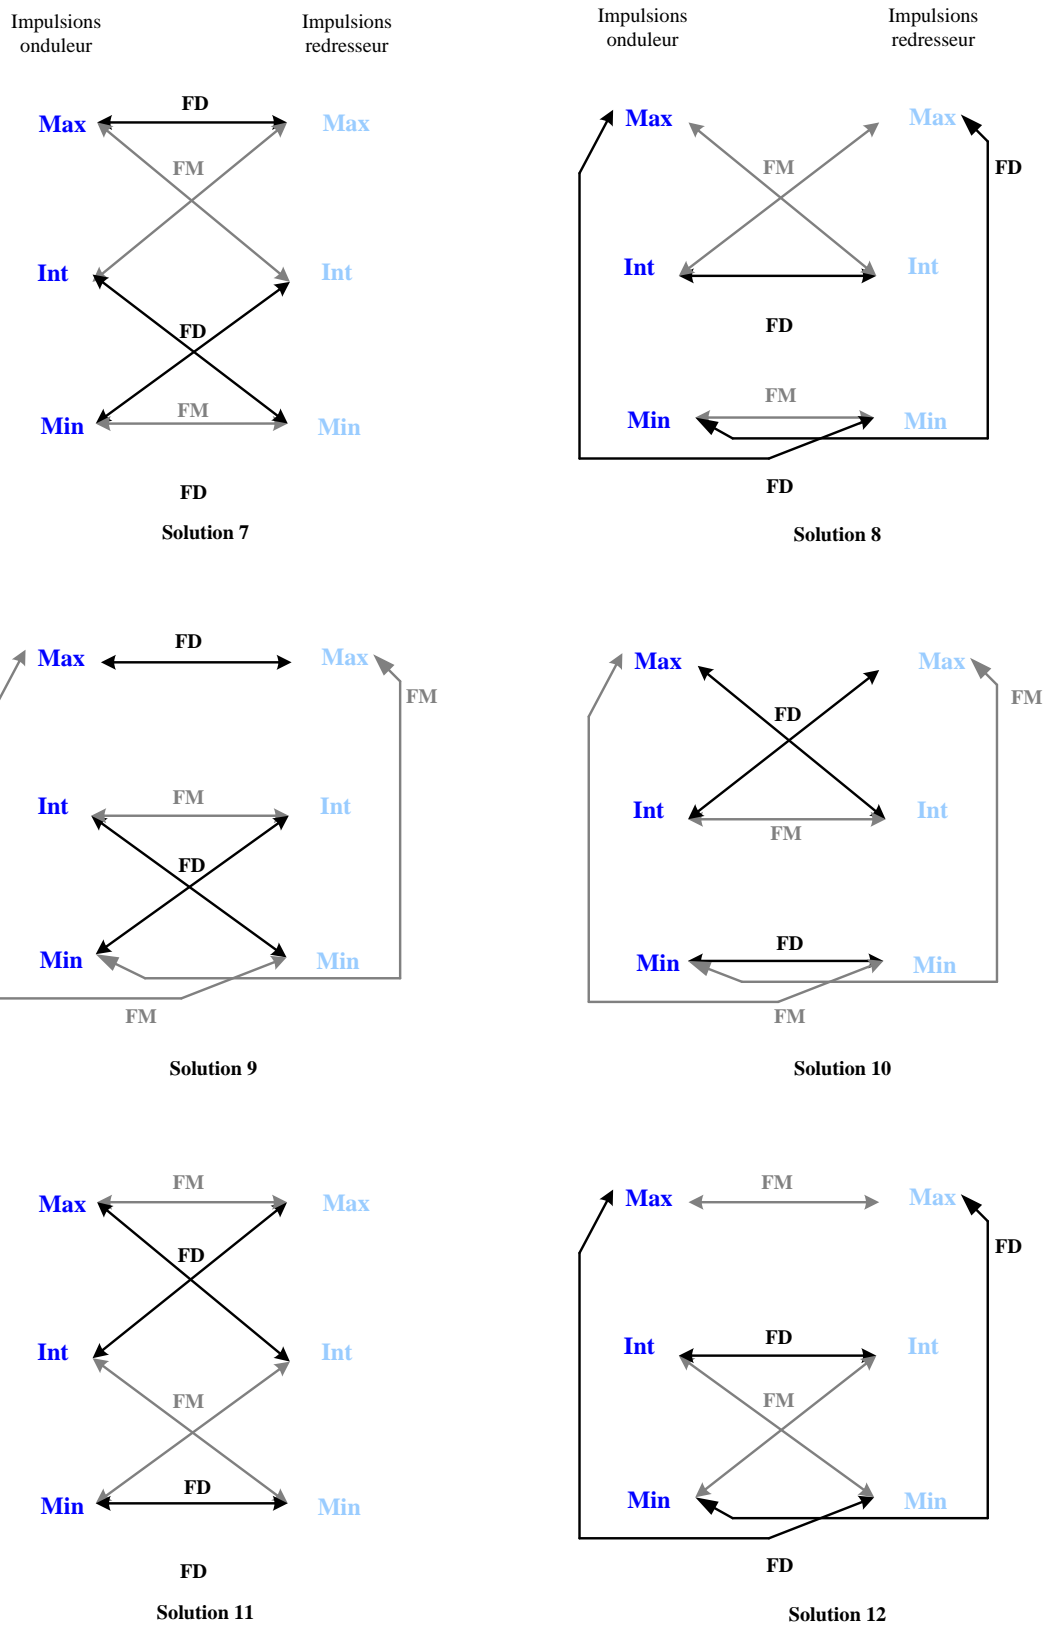 Impulsions
onduleur
Impulsions
redresseur
Max
FD
Max
FM
Int
Int
FD
Min
FM
Min
FD
Solution 7
Impulsions
onduleur
Impulsions
redresseur
Max
Max
FM
FD
Int
Int
FD
FM
Min
Min
FD
Solution 8
Max
FD
Max
FM
Int
FM
Int
FD
Min
Min
FM
Solution 9
Max
Max
FM
FD
Int
Int
FM
FD
Min
Min
FM
Solution 10
FM
Max
Max
FD
Int
Int
FM
FD
Min
Min
FD
Solution 11
FM
Max
Max
FD
FD
Int
Int
FM
Min
Min
FD
Solution 12